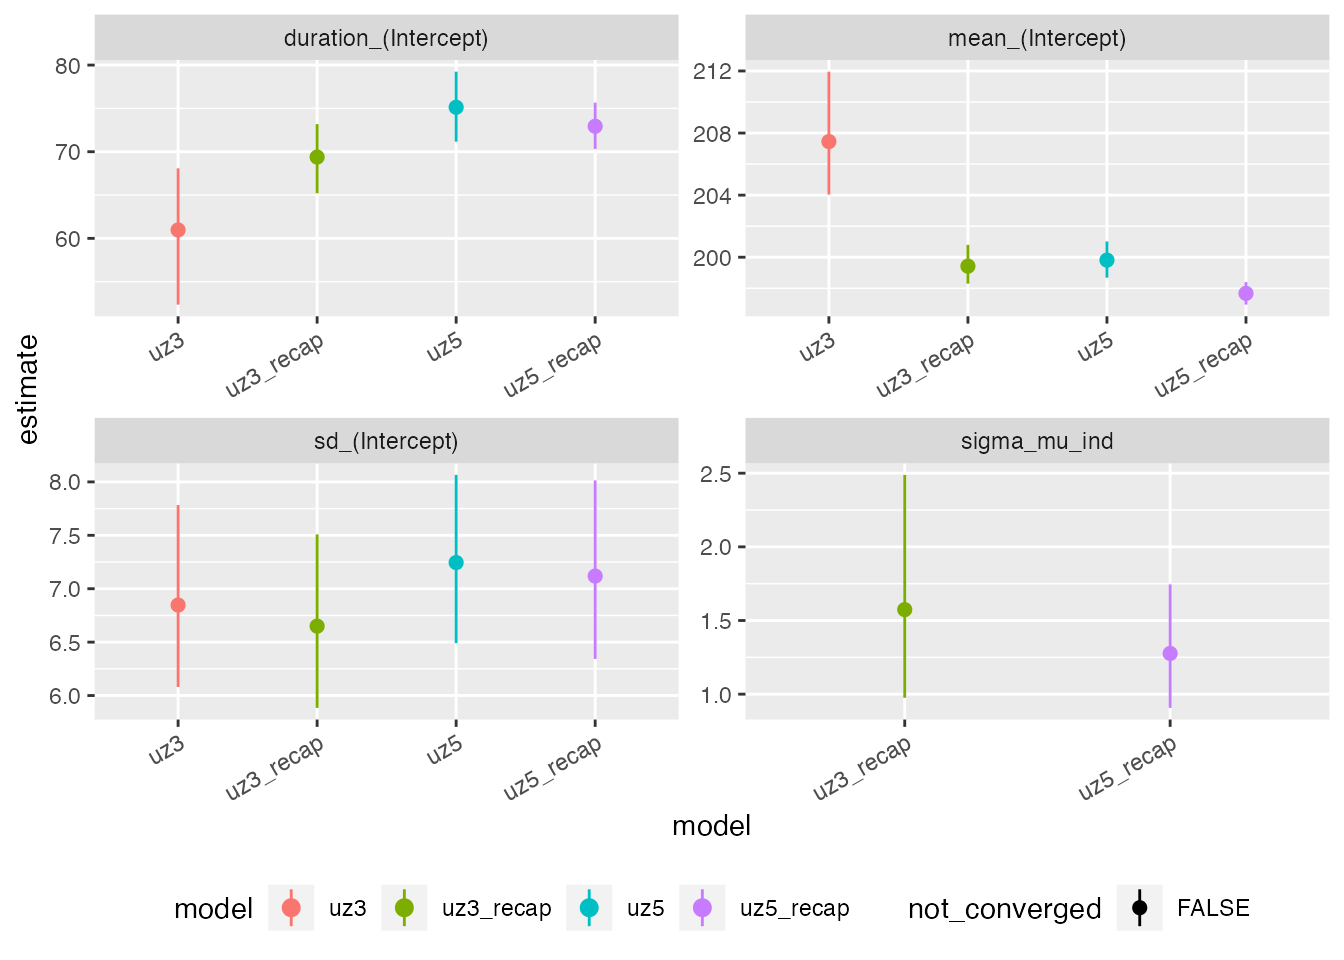 duration_(Intercept)
80
70
60
uz3
uz3_recap
uz5
uz5_recap
mean_(Intercept)
212
208
204
200
uz3
uz3_recap
uz5
uz5_recap
estimate
sd_(Intercept)
8.0
7.5
7.0
6.5
6.0
uz3
uz3_recap
uz5
uz5_recap
sigma_mu_ind
2.5
2.0
1.5
1.0
uz3_recap
uz5_recap
model
model uz3 uz3_recap uz5 uz5_recap not_converged FALSE